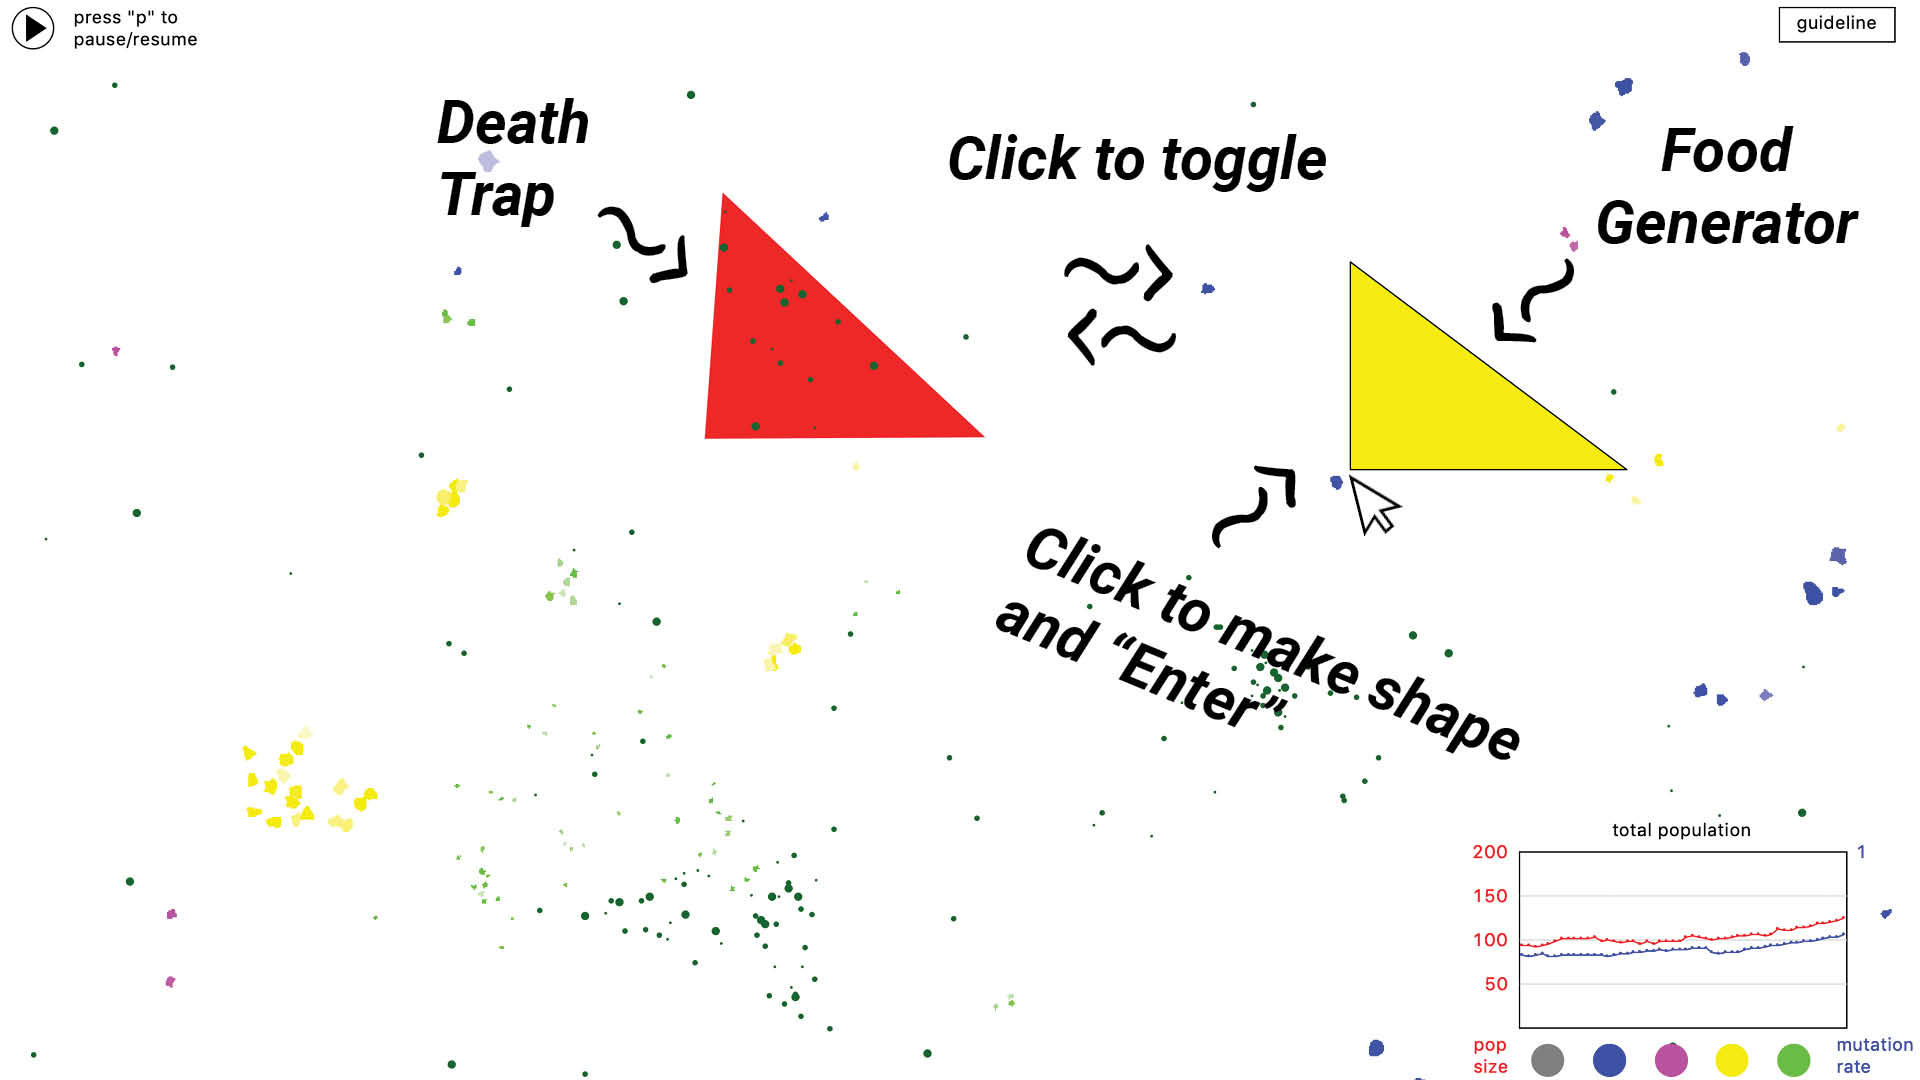 press "p" to
pause/resume
guideline
Death
Trap
Click to toggle
Food
Generator
Click to make shape
and “Enter”
total population
200
150
100
50
1
pop
size
mutation
rate